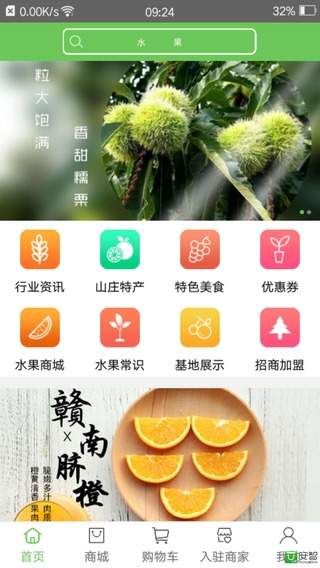 0.00K/s
09:24
32%
水 果
粒大饱满
香甜糯栗
行业资讯
山庄特产
特色美食
优惠券
水果商城
水果常识
基地展示
招商加盟
赣
×
南
脐
橙
脆嫩多汁 肉质
橙黄清香 果肉
首页
商城
购物车
入驻商家
我
安智